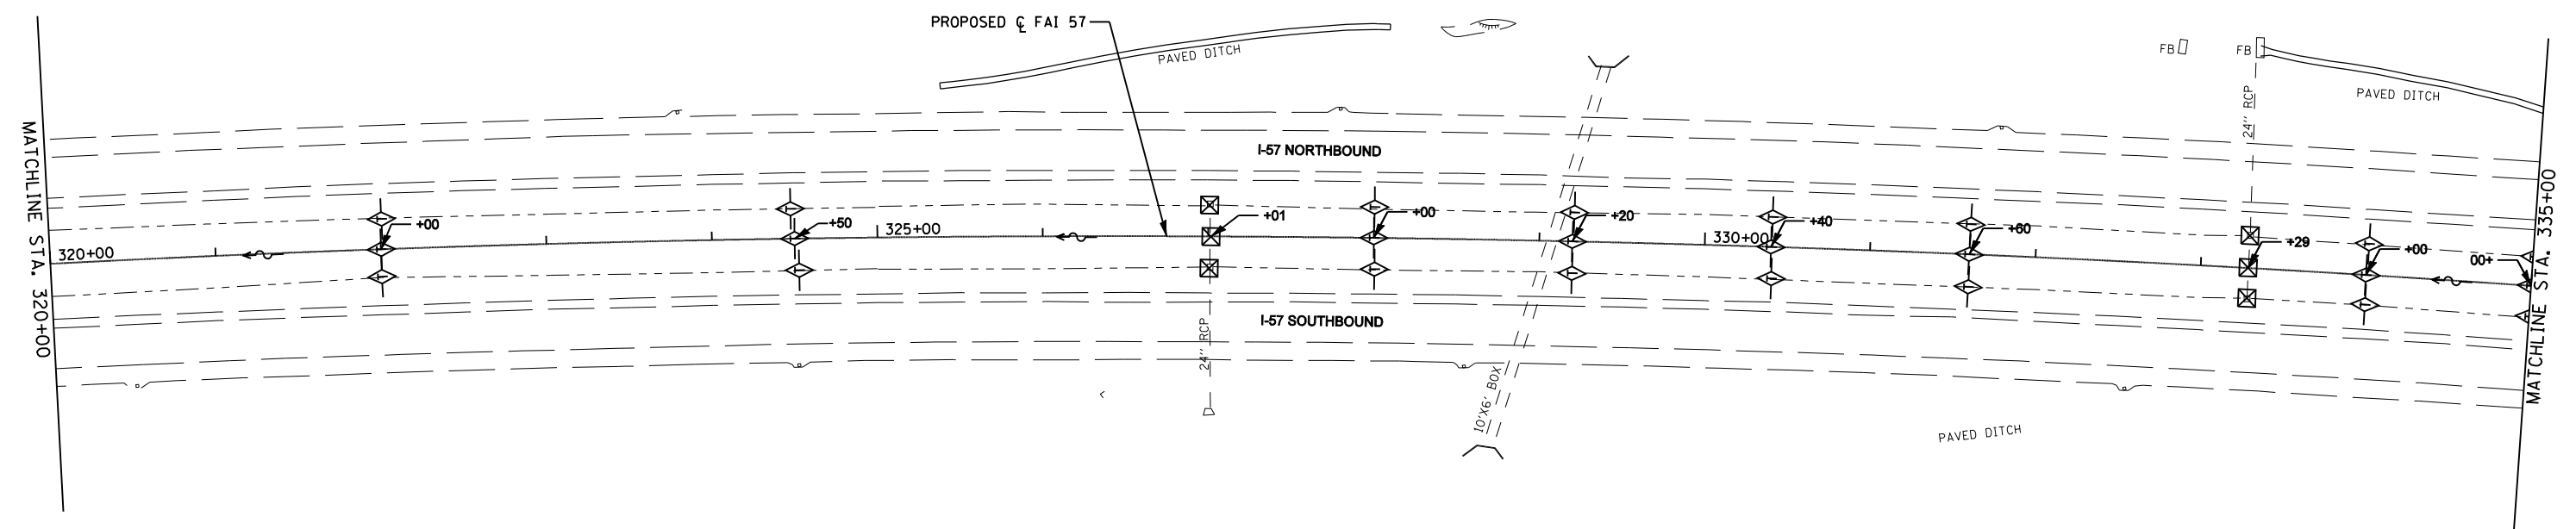 PROPOSED ℄ FAI 57
PAVED DITCH
FB
FB
24" RCP
PAVED DITCH
MATCHLINE STA. 320+00
I-57 NORTHBOUND
MATCHLINE STA. 335+00
320+00
+00
+50
325+00
+01
+00
+20
330+00
+40
+60
+29
+00
00+
I-57 SOUTHBOUND
24" RCP
10'X6' BOX
PAVED DITCH